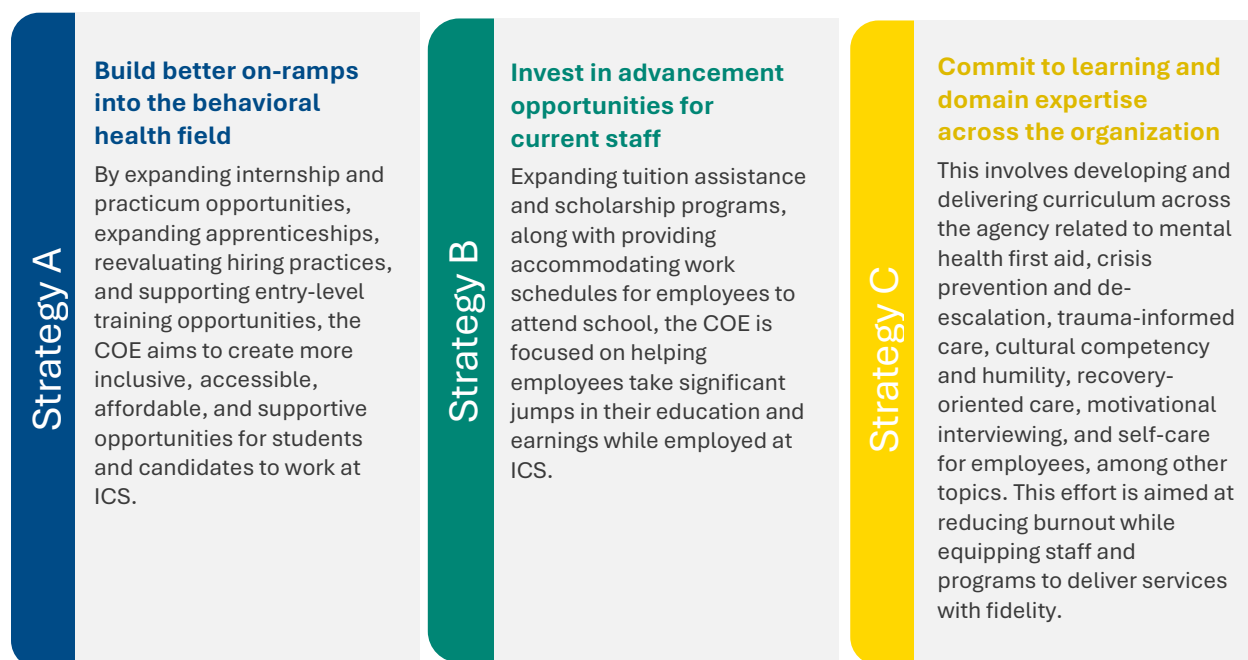 Strategy A
Build better on-ramps
into the behavioral
health field
By expanding internship and
practicum opportunities,
expanding apprenticeships,
reevaluating hiring practices,
and supporting entry-level
training opportunities, the
COE aims to create more
inclusive, accessible,
affordable, and supportive
opportunities for students
and candidates to work at
ICS.
Strategy B
Invest in advancement
opportunities for
current staff
Expanding tuition assistance
and scholarship programs,
along with providing
accommodating work
schedules for employees to
attend school, the COE is
focused on helping
employees take significant
jumps in their education and
earnings while employed at
ICS.
Strategy C
Commit to learning and
domain expertise
across the organization
This involves developing and
delivering curriculum across
the agency related to mental
health first aid, crisis
prevention and de-
escalation, trauma-informed
care, cultural competency
and humility, recovery-
oriented care, motivational
interviewing, and self-care
for employees, among other
topics. This effort is aimed at
reducing burnout while
equipping staff and
programs to deliver services
with fidelity.